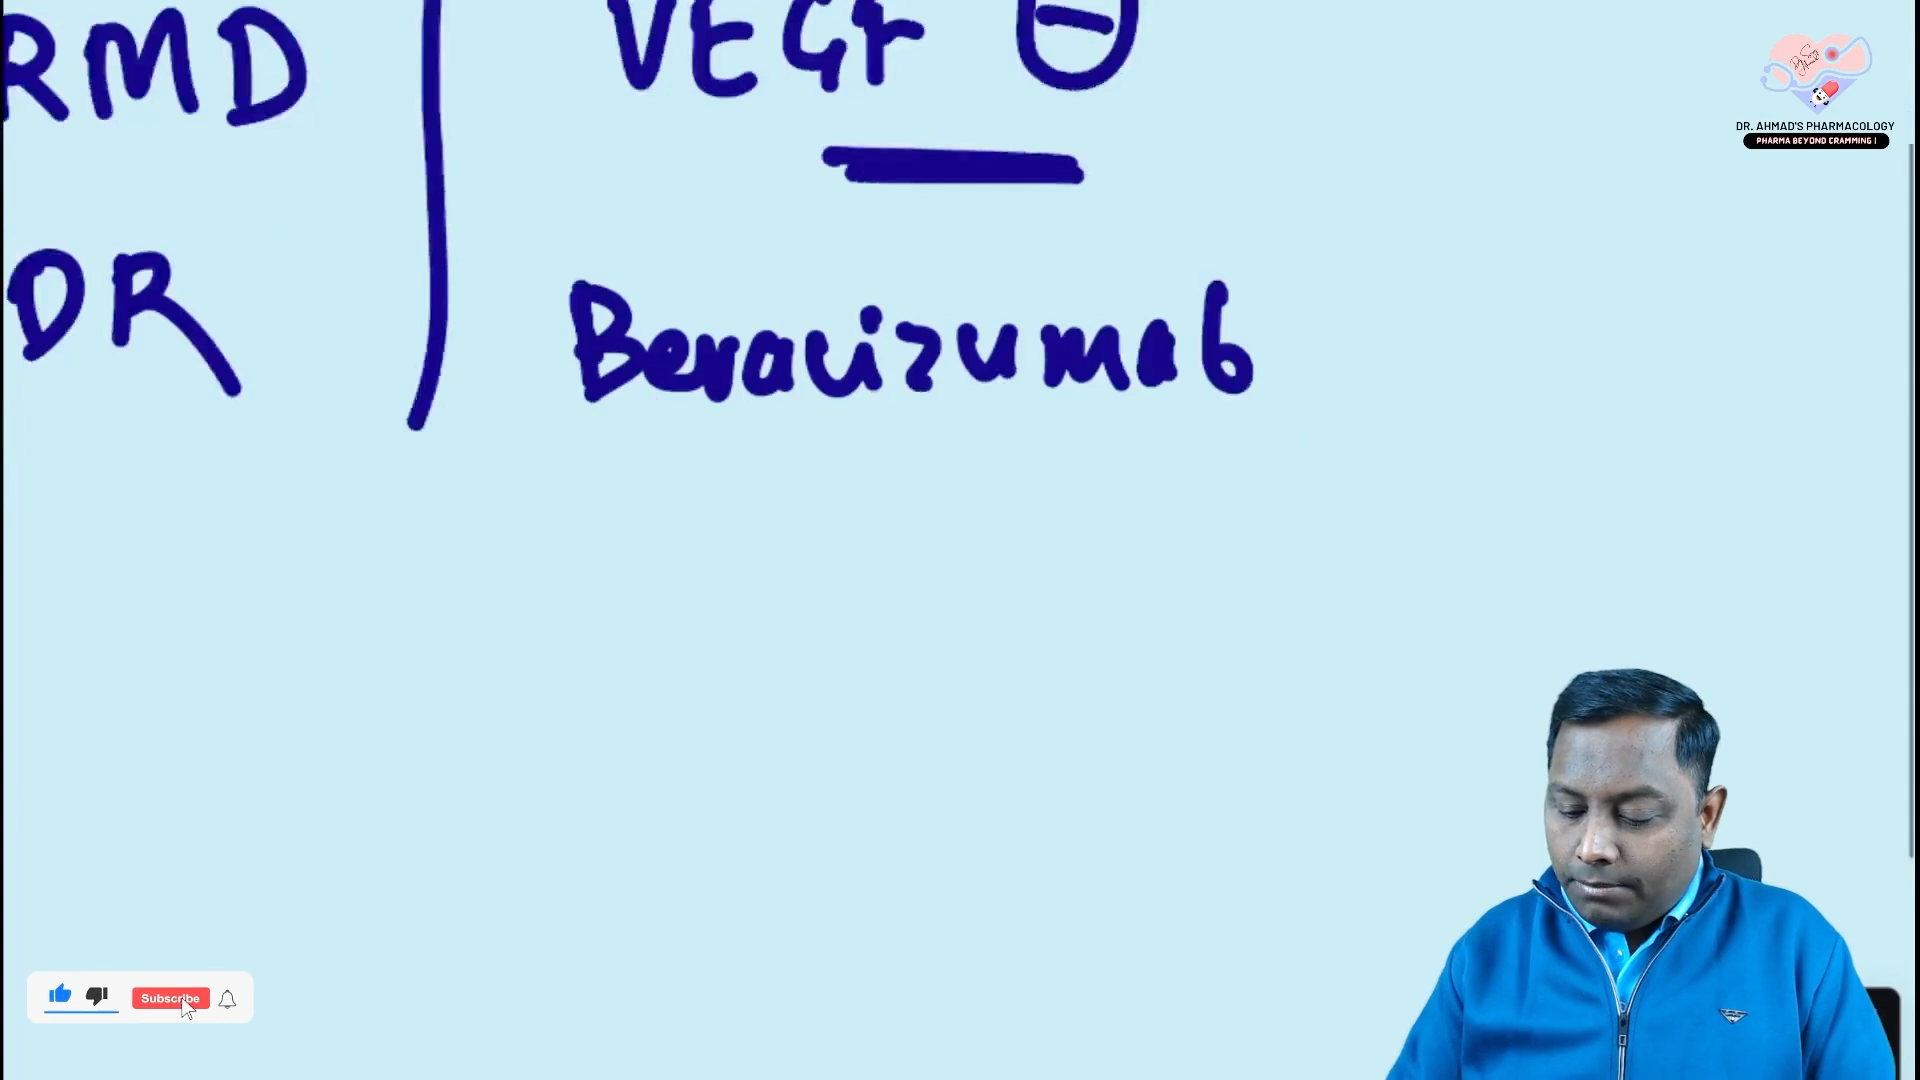 RMD
VEGF ⊖
DR
Bevacizumab
DR. AHMAD'S PHARMACOLOGY
PHARMA BEYOND CRAMMING !
Subscribe